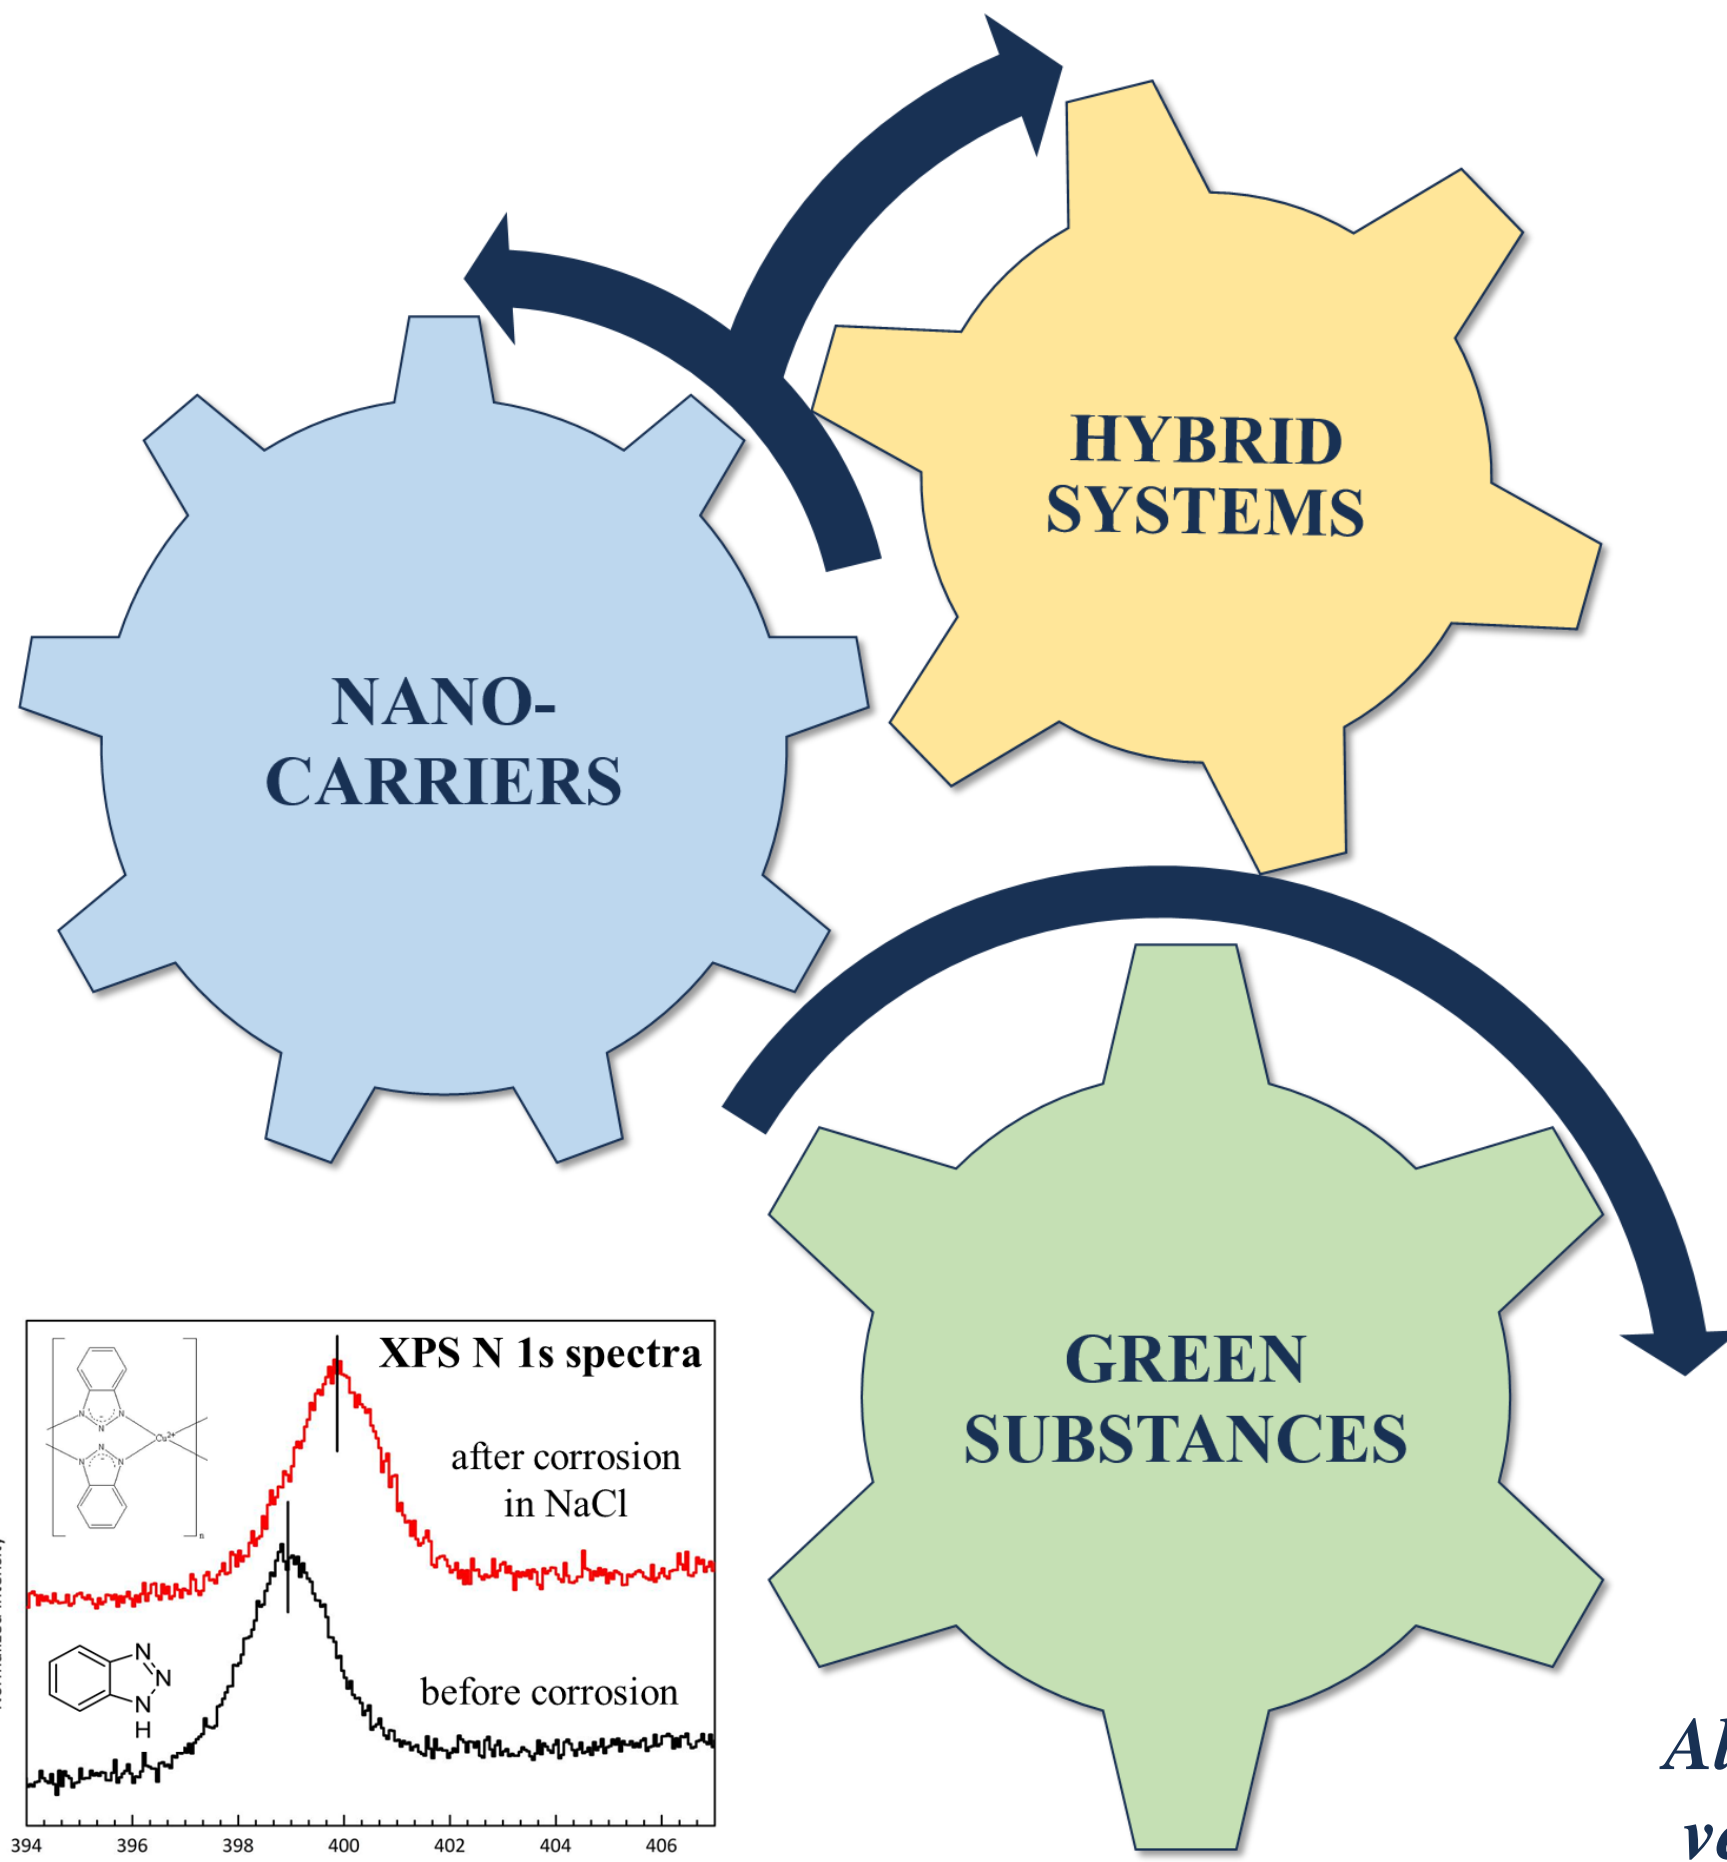 HYBRID
SYSTEMS
NANO-
CARRIERS
GREEN
SUBSTANCES
XPS N 1s spectra
after corrosion
in NaCl
before corrosion
N
N
N
Cu²⁺
N
N
N
n
N
N
N
H
394 396 398 400 402 404 406